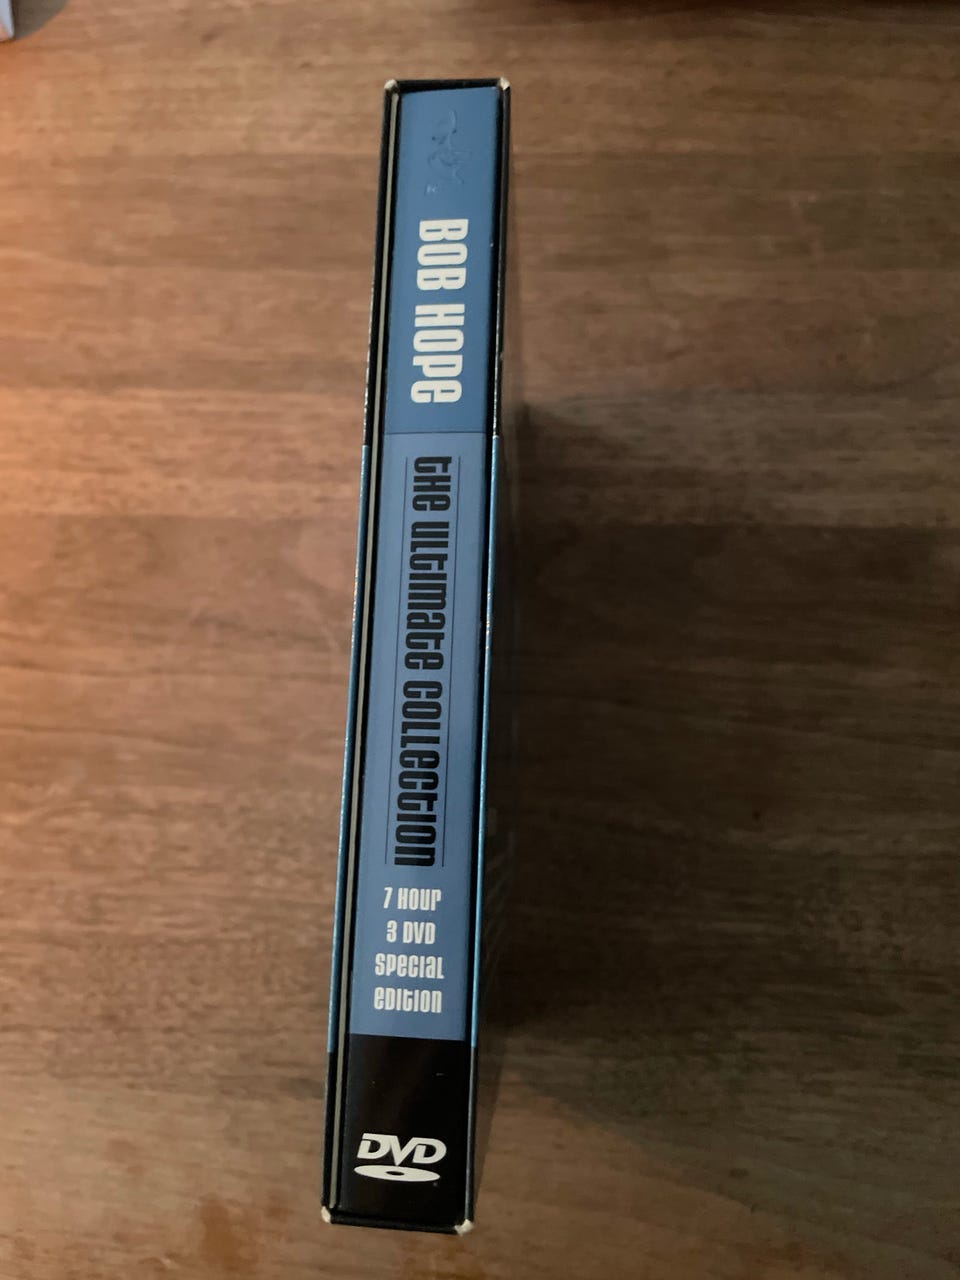 BOB HOPE
tHe ULtIMate COLLectION
7 HOUR
3 DVD
SPeCIAL
eDItION
DVD